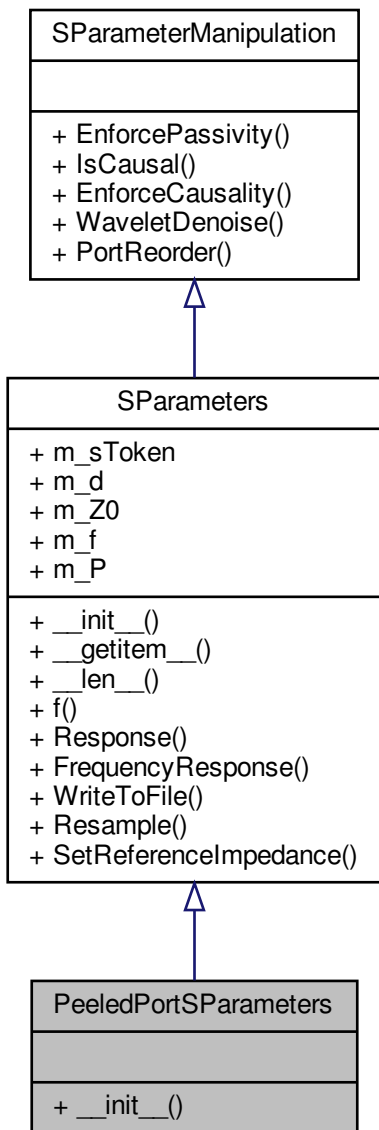 SParameterManipulation
+ EnforcePassivity()
+ IsCausal()
+ EnforceCausality()
+ WaveletDenoise()
+ PortReorder()
SParameters
+ m_sToken
+ m_d
+ m_Z0
+ m_f
+ m_P
+ __init__()
+ __getitem__()
+ __len__()
+ f()
+ Response()
+ FrequencyResponse()
+ WriteToFile()
+ Resample()
+ SetReferenceImpedance()
PeeledPortSParameters
+ __init__()